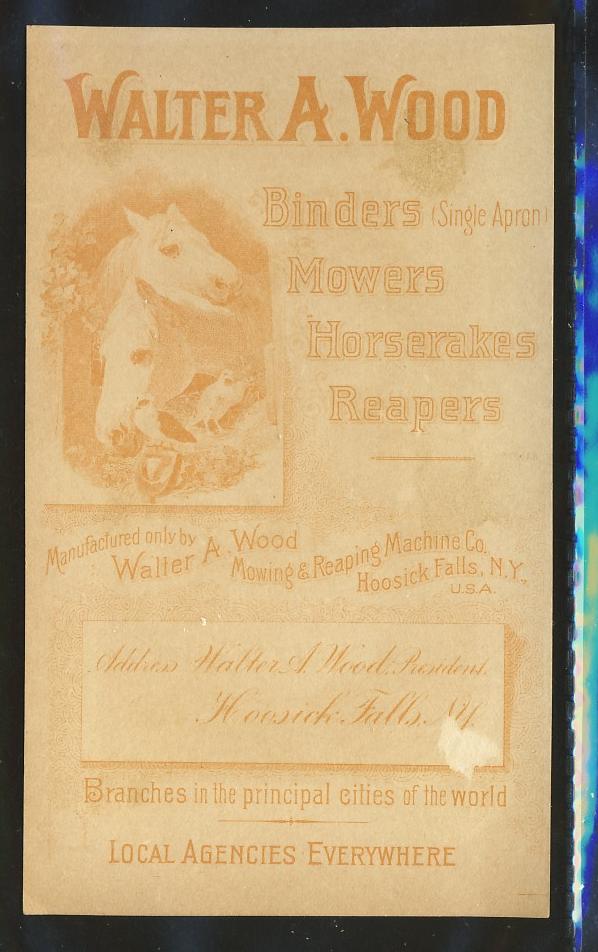 WALTER A. WOOD
Binders (Single Apron)
Mowers
Horserakes
Reapers
Manufactured only by
Walter A. Wood
Mowing & Reaping Machine Co.
Hoosick Falls, N.Y.,
U.S.A.
Address Walter A. Wood, President,
Hoosick Falls, N.Y.
Branches in the principal cities of the world
LOCAL AGENCIES EVERYWHERE